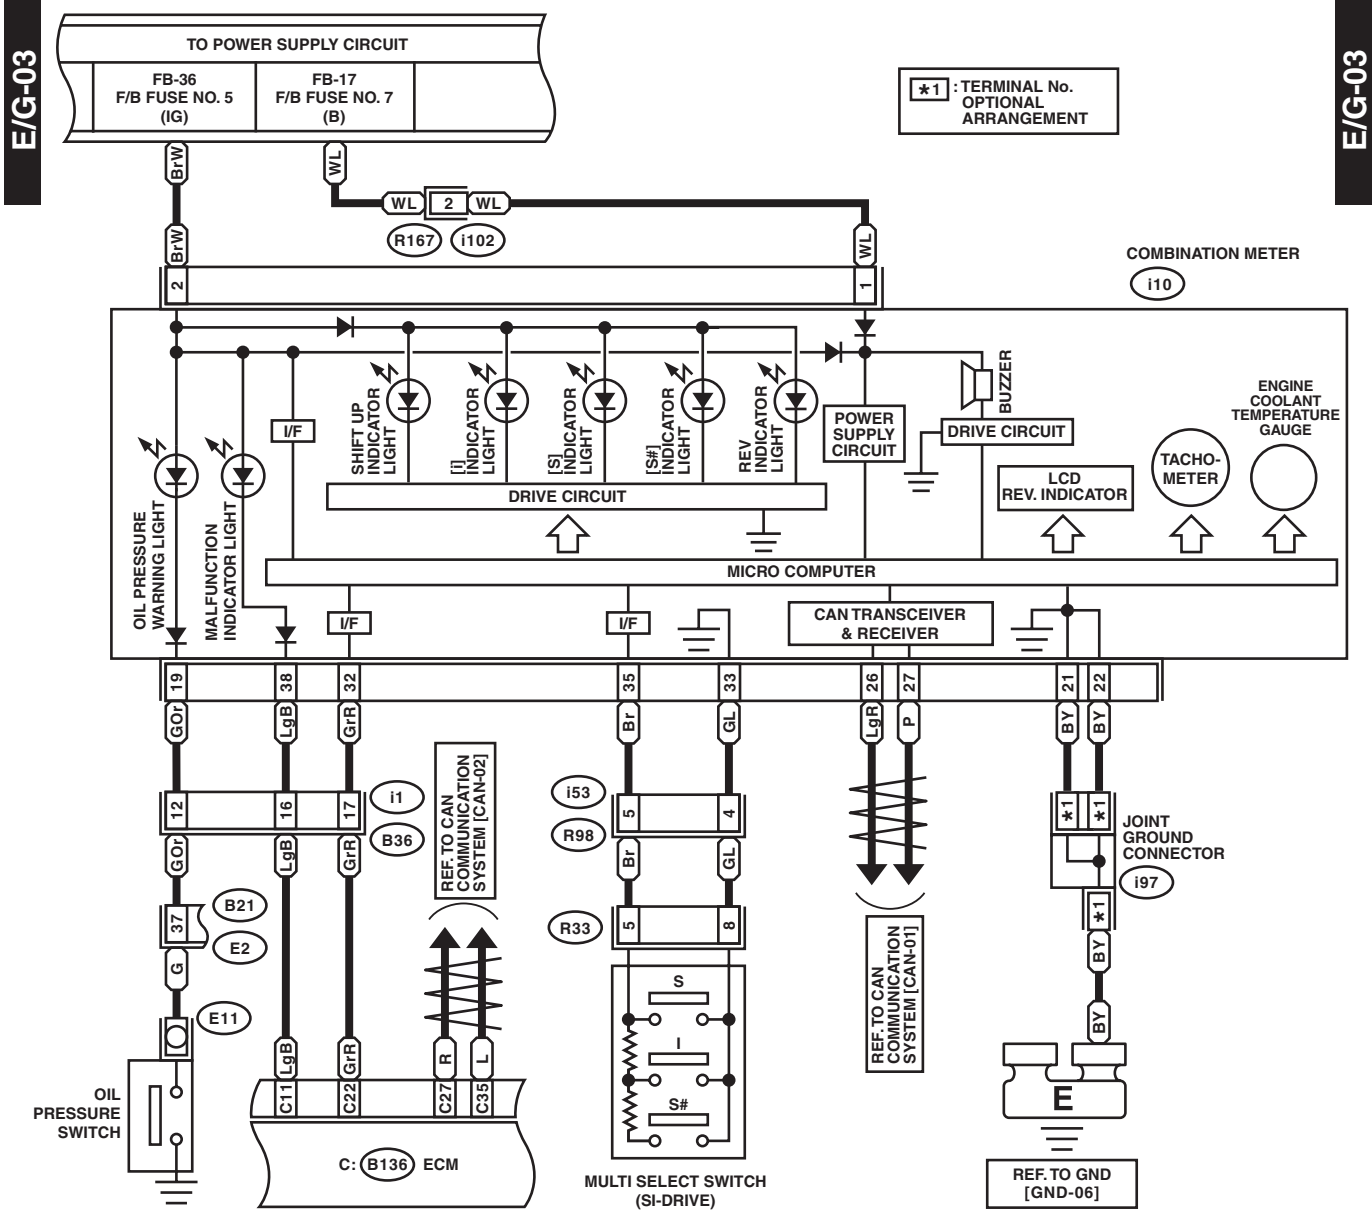 E/G-03
E/G-03
TO POWER SUPPLY CIRCUIT
FB-36
F/B FUSE NO. 5
(IG)
FB-17
F/B FUSE NO. 7
(B)
*1 : TERMINAL No.
OPTIONAL
ARRANGEMENT
BrW
WL
WL 2 WL
R167 i102
BrW
WL
COMBINATION METER
i10
2
1
SHIFT UP
INDICATOR
LIGHT
[i]
INDICATOR
LIGHT
[S]
INDICATOR
LIGHT
[S#]
INDICATOR
LIGHT
REV
INDICATOR
LIGHT
BUZZER
I/F
POWER
SUPPLY
CIRCUIT
DRIVE CIRCUIT
ENGINE
COOLANT
TEMPERATURE
GAUGE
LCD
REV. INDICATOR
TACHO-
METER
DRIVE CIRCUIT
OIL PRESSURE
WARNING LIGHT
MALFUNCTION
INDICATOR LIGHT
MICRO COMPUTER
I/F
I/F
CAN TRANSCEIVER
& RECEIVER
19 38 32 35 33 26 27 21 22
GOr LgB GrR Br GL LgR P BY BY
REF. TO CAN
COMMUNICATION
SYSTEM [CAN-02]
12 16 17
i1
B36
i53
R98
5 4
*1 *1
JOINT
GROUND
CONNECTOR
i97
GOr LgB GrR Br GL
37
B21
E2
R33
5 8
*1
BY
G
REF. TO CAN
COMMUNICATION
SYSTEM [CAN-01]
E11
S
I
S#
BY
LgB GrR R L
C11 C22 C27 C35
OIL
PRESSURE
SWITCH
C: B136 ECM
MULTI SELECT SWITCH
(SI-DRIVE)
E
REF. TO GND
[GND-06]